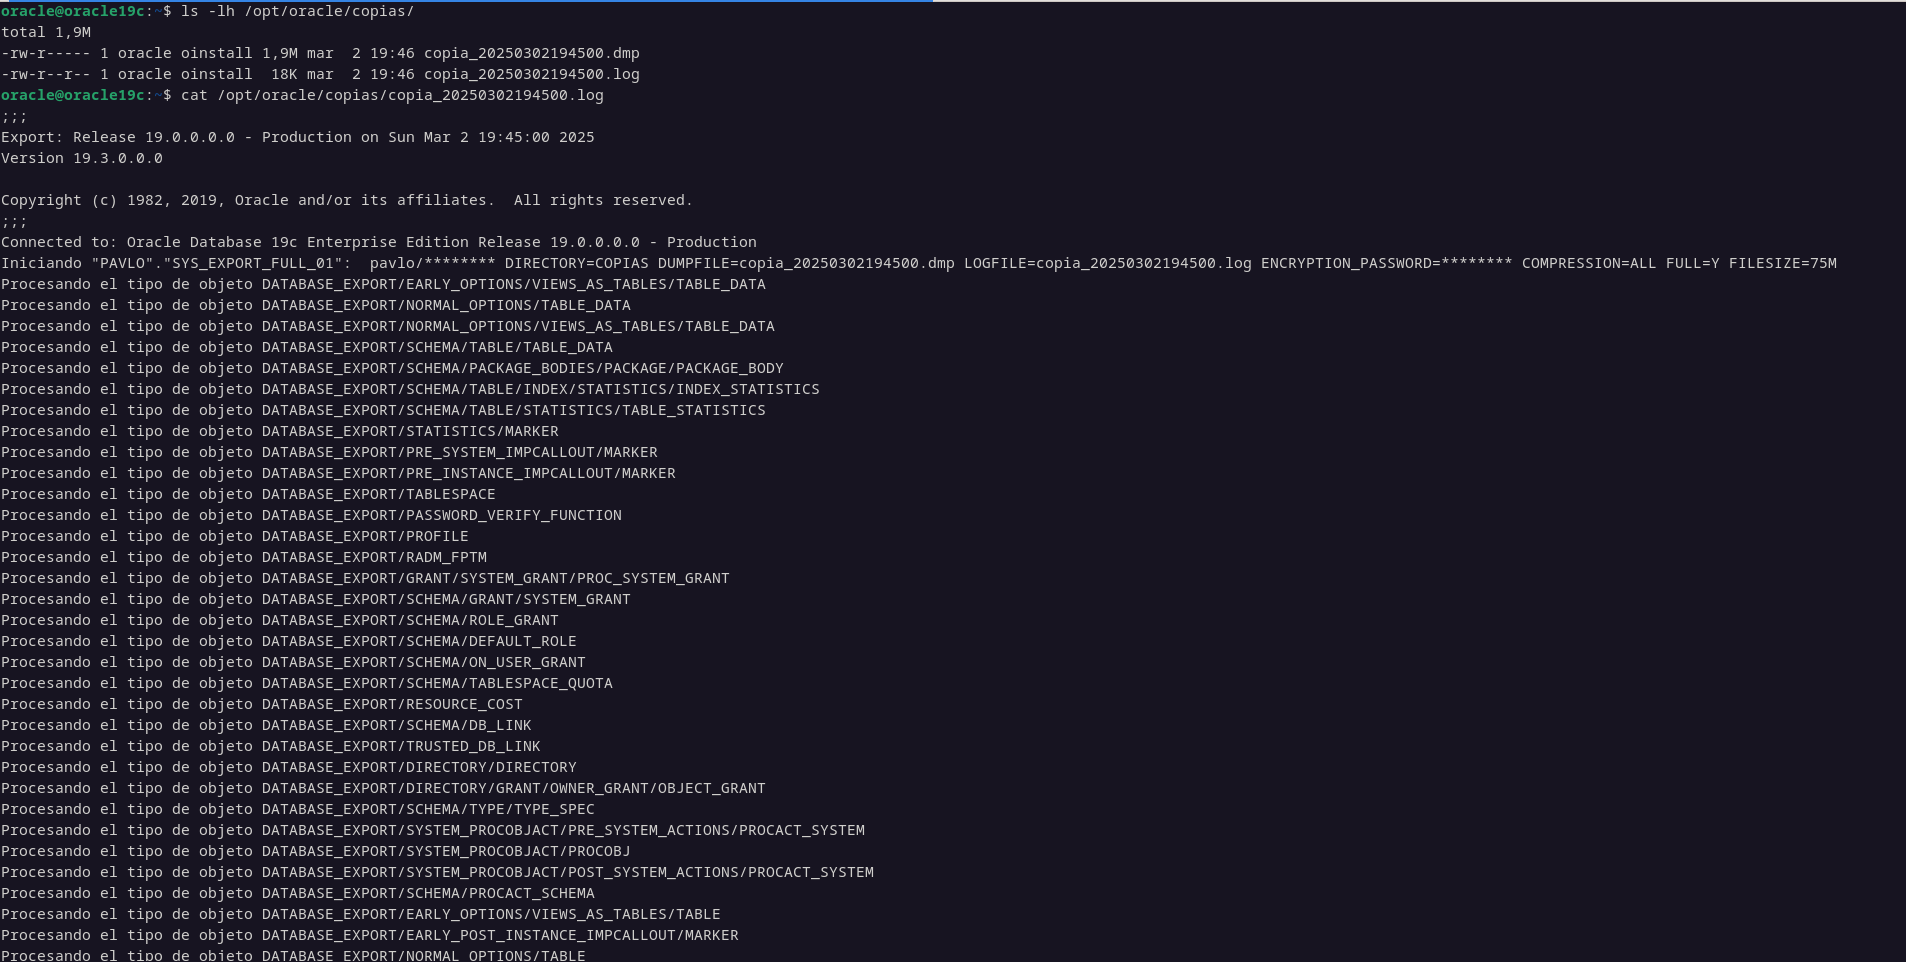 oracle@oracle19c:~$ ls -lh /opt/oracle/copias/
total 1,9M
-rw-r----- 1 oracle oinstall 1,9M mar  2 19:46 copia_20250302194500.dmp
-rw-r--r-- 1 oracle oinstall  18K mar  2 19:46 copia_20250302194500.log
oracle@oracle19c:~$ cat /opt/oracle/copias/copia_20250302194500.log
;;;
Export: Release 19.0.0.0.0 - Production on Sun Mar 2 19:45:00 2025
Version 19.3.0.0.0
Copyright (c) 1982, 2019, Oracle and/or its affiliates.  All rights reserved.
;;;
Connected to: Oracle Database 19c Enterprise Edition Release 19.0.0.0.0 - Production
Iniciando "PAVLO"."SYS_EXPORT_FULL_01":  pavlo/******** DIRECTORY=COPIAS DUMPFILE=copia_20250302194500.dmp LOGFILE=copia_20250302194500.log ENCRYPTION_PASSWORD=******** COMPRESSION=ALL FULL=Y FILESIZE=75M
Procesando el tipo de objeto DATABASE_EXPORT/EARLY_OPTIONS/VIEWS_AS_TABLES/TABLE_DATA
Procesando el tipo de objeto DATABASE_EXPORT/NORMAL_OPTIONS/TABLE_DATA
Procesando el tipo de objeto DATABASE_EXPORT/NORMAL_OPTIONS/VIEWS_AS_TABLES/TABLE_DATA
Procesando el tipo de objeto DATABASE_EXPORT/SCHEMA/TABLE/TABLE_DATA
Procesando el tipo de objeto DATABASE_EXPORT/SCHEMA/PACKAGE_BODIES/PACKAGE/PACKAGE_BODY
Procesando el tipo de objeto DATABASE_EXPORT/SCHEMA/TABLE/INDEX/STATISTICS/INDEX_STATISTICS
Procesando el tipo de objeto DATABASE_EXPORT/SCHEMA/TABLE/STATISTICS/TABLE_STATISTICS
Procesando el tipo de objeto DATABASE_EXPORT/STATISTICS/MARKER
Procesando el tipo de objeto DATABASE_EXPORT/PRE_SYSTEM_IMPCALLOUT/MARKER
Procesando el tipo de objeto DATABASE_EXPORT/PRE_INSTANCE_IMPCALLOUT/MARKER
Procesando el tipo de objeto DATABASE_EXPORT/TABLESPACE
Procesando el tipo de objeto DATABASE_EXPORT/PASSWORD_VERIFY_FUNCTION
Procesando el tipo de objeto DATABASE_EXPORT/PROFILE
Procesando el tipo de objeto DATABASE_EXPORT/RADM_FPTM
Procesando el tipo de objeto DATABASE_EXPORT/GRANT/SYSTEM_GRANT/PROC_SYSTEM_GRANT
Procesando el tipo de objeto DATABASE_EXPORT/SCHEMA/GRANT/SYSTEM_GRANT
Procesando el tipo de objeto DATABASE_EXPORT/SCHEMA/ROLE_GRANT
Procesando el tipo de objeto DATABASE_EXPORT/SCHEMA/DEFAULT_ROLE
Procesando el tipo de objeto DATABASE_EXPORT/SCHEMA/ON_USER_GRANT
Procesando el tipo de objeto DATABASE_EXPORT/SCHEMA/TABLESPACE_QUOTA
Procesando el tipo de objeto DATABASE_EXPORT/RESOURCE_COST
Procesando el tipo de objeto DATABASE_EXPORT/SCHEMA/DB_LINK
Procesando el tipo de objeto DATABASE_EXPORT/TRUSTED_DB_LINK
Procesando el tipo de objeto DATABASE_EXPORT/DIRECTORY/DIRECTORY
Procesando el tipo de objeto DATABASE_EXPORT/DIRECTORY/GRANT/OWNER_GRANT/OBJECT_GRANT
Procesando el tipo de objeto DATABASE_EXPORT/SCHEMA/TYPE/TYPE_SPEC
Procesando el tipo de objeto DATABASE_EXPORT/SYSTEM_PROCOBJACT/PRE_SYSTEM_ACTIONS/PROCACT_SYSTEM
Procesando el tipo de objeto DATABASE_EXPORT/SYSTEM_PROCOBJACT/PROCOBJ
Procesando el tipo de objeto DATABASE_EXPORT/SYSTEM_PROCOBJACT/POST_SYSTEM_ACTIONS/PROCACT_SYSTEM
Procesando el tipo de objeto DATABASE_EXPORT/SCHEMA/PROCACT_SCHEMA
Procesando el tipo de objeto DATABASE_EXPORT/EARLY_OPTIONS/VIEWS_AS_TABLES/TABLE
Procesando el tipo de objeto DATABASE_EXPORT/EARLY_POST_INSTANCE_IMPCALLOUT/MARKER
Procesando el tipo de objeto DATABASE_EXPORT/NORMAL_OPTIONS/TABLE